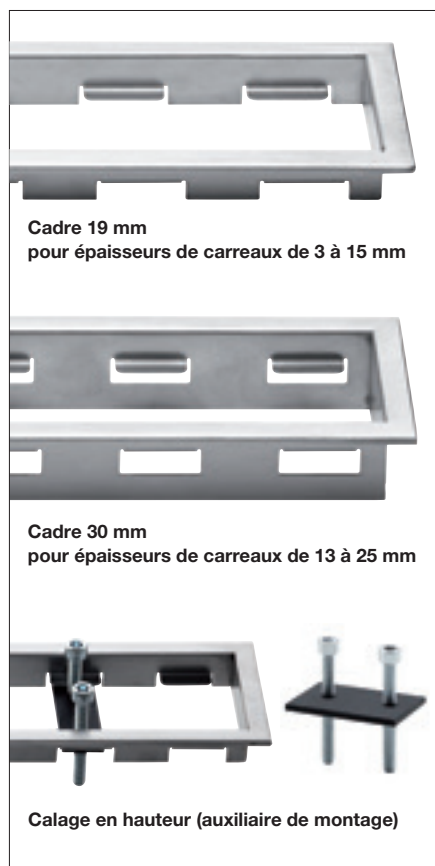 Cadre 19 mm
pour épaisseurs de carreaux de 3 à 15 mm
Cadre 30 mm
pour épaisseurs de carreaux de 13 à 25 mm
Calage en hauteur (auxiliaire de montage)